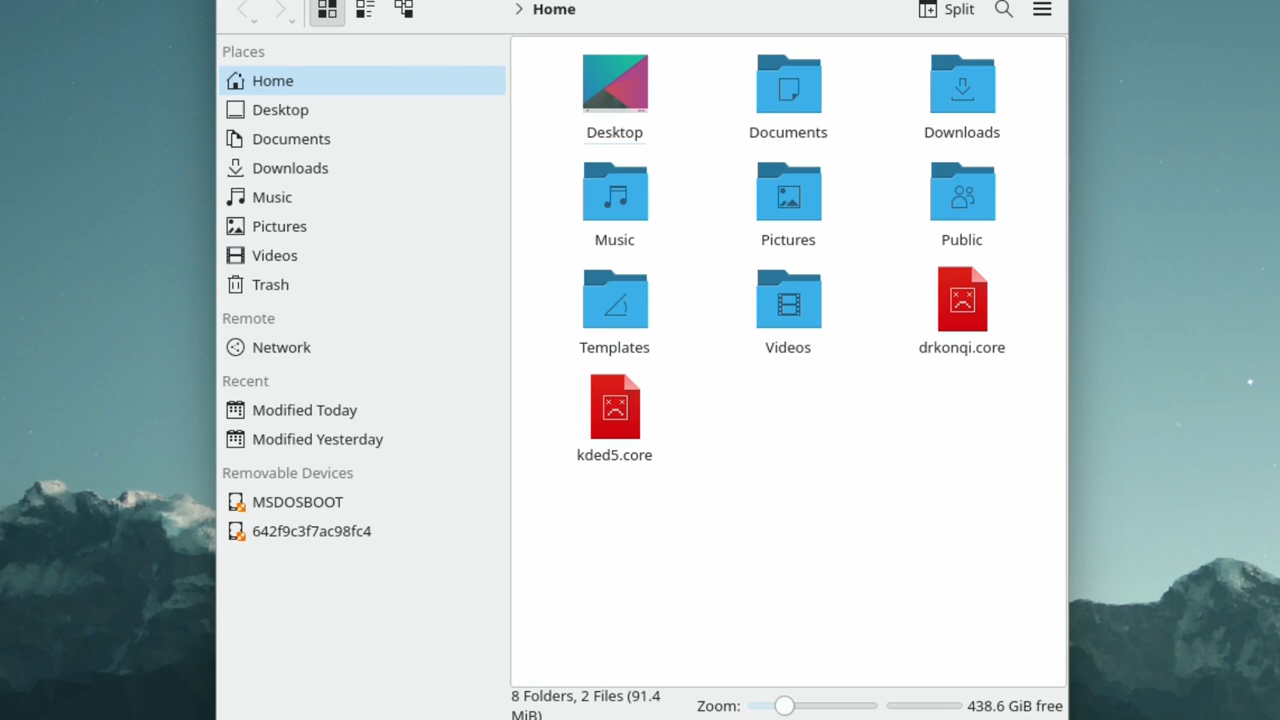 Home
Split
Places
Home
Desktop
Documents
Downloads
Music
Pictures
Videos
Trash
Remote
Network
Recent
Modified Today
Modified Yesterday
Removable Devices
MSDOSBOOT
642f9c3f7ac98fc4
Desktop
Documents
Downloads
Music
Pictures
Public
Templates
Videos
drkonqi.core
kded5.core
8 Folders, 2 Files (91.4
MiB)
Zoom:
438.6 GiB free